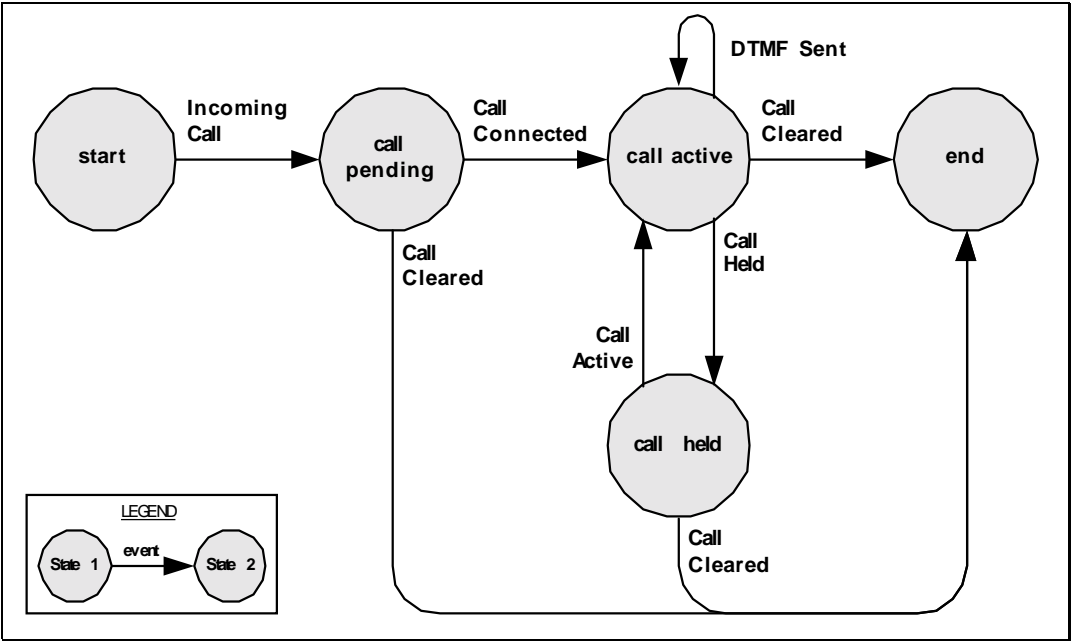 DTMF Sent
Incoming
Call
Call
Connected
Call
Cleared
start
call
pending
call active
end
Call
Cleared
Call
Held
Call
Active
call held
LEGEND
State 1
event
State 2
Call
Cleared